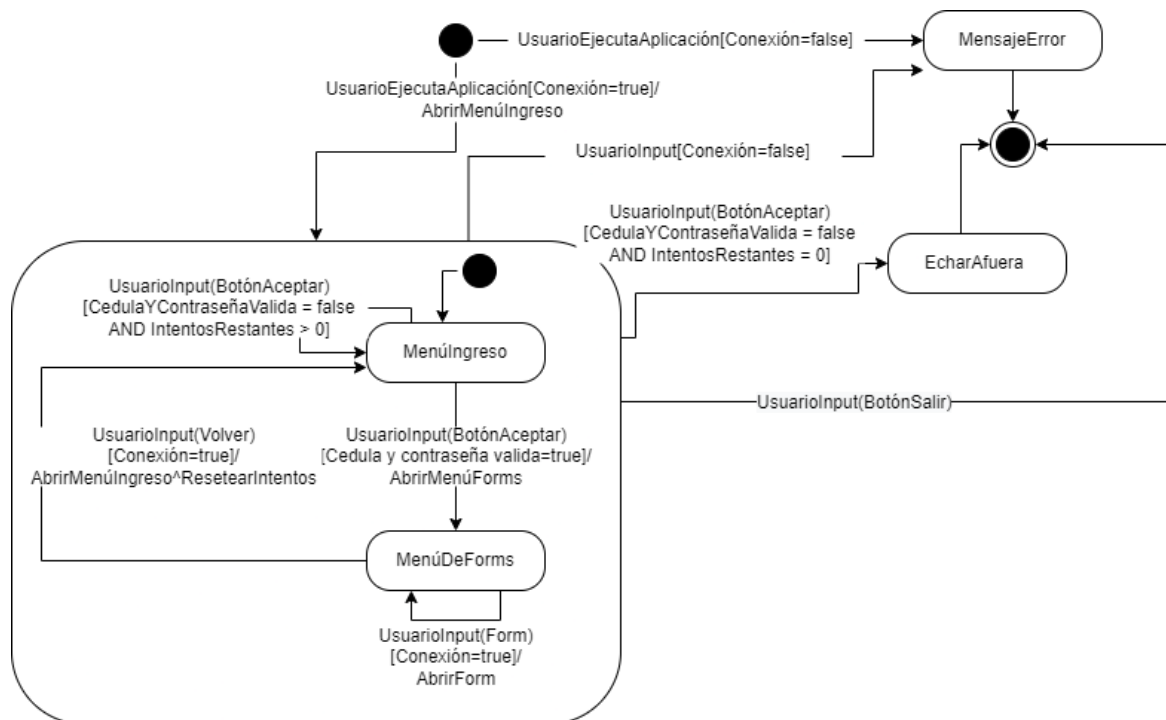 UsuarioEjecutaAplicación[Conexión=false]
MensajeError
UsuarioEjecutaAplicación[Conexión=true]/
AbrirMenúIngreso
UsuarioInput[Conexión=false]
UsuarioInput(BotónAceptar)
[CedulaYContraseñaValida = false
AND IntentosRestantes = 0]
EcharAfuera
UsuarioInput(BotónAceptar)
[CedulaYContraseñaValida = false
AND IntentosRestantes > 0]
MenúIngreso
UsuarioInput(BotónSalir)
UsuarioInput(Volver)
[Conexión=true]/
AbrirMenúIngreso^ResetearIntentos
UsuarioInput(BotónAceptar)
[Cedula y contraseña valida=true]/
AbrirMenúForms
MenúDeForms
UsuarioInput(Form)
[Conexión=true]/
AbrirForm